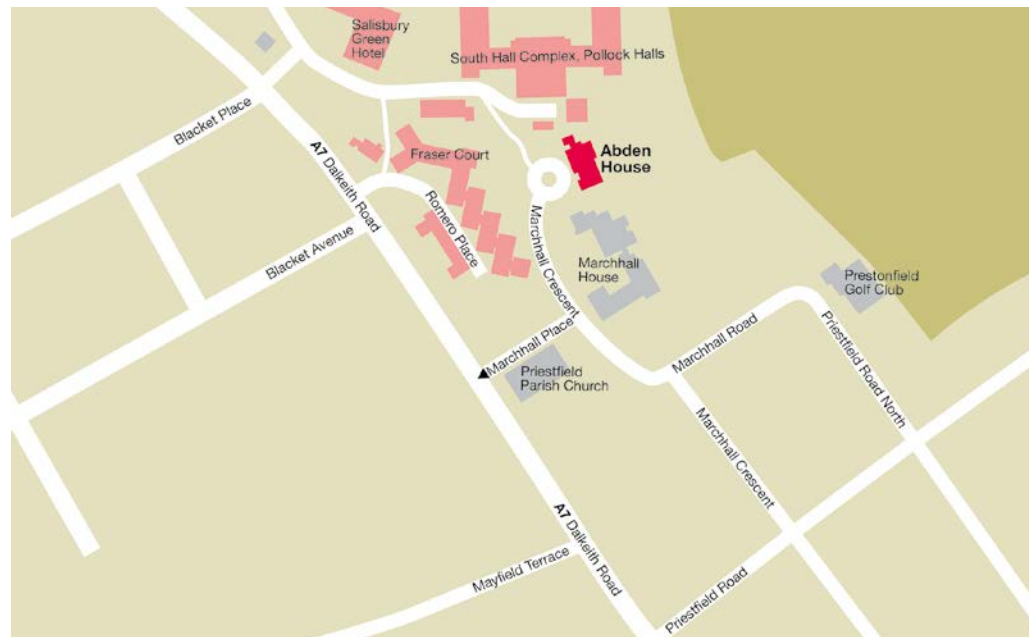 Salisbury
Green
Hotel
South Hall Complex, Pollock Halls
Blacket Place
A7 Dalkeith Road
Fraser Court
Abden
House
Romero Place
Marchhall Crescent
Blacket Avenue
Marchhall
House
Prestonfield
Golf Club
Marchhall Place
Marchhall Road
Priestfield Road North
Priestfield
Parish Church
Marchhall Crescent
A7 Dalkeith Road
Mayfield Terrace
Priestfield Road